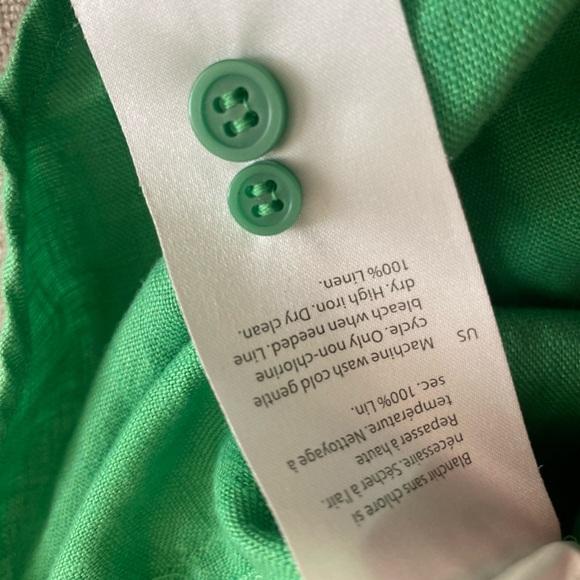 Blanchir sans chlore si
nécessaire.Sécher à l'air.
Repasser à haute
température. Nettoyage à
sec. 100% Lin.
US Machine wash cold gentle
cycle. Only non-chlorine
bleach when needed.Line
dry. High iron. Dry clean.
100% Linen.